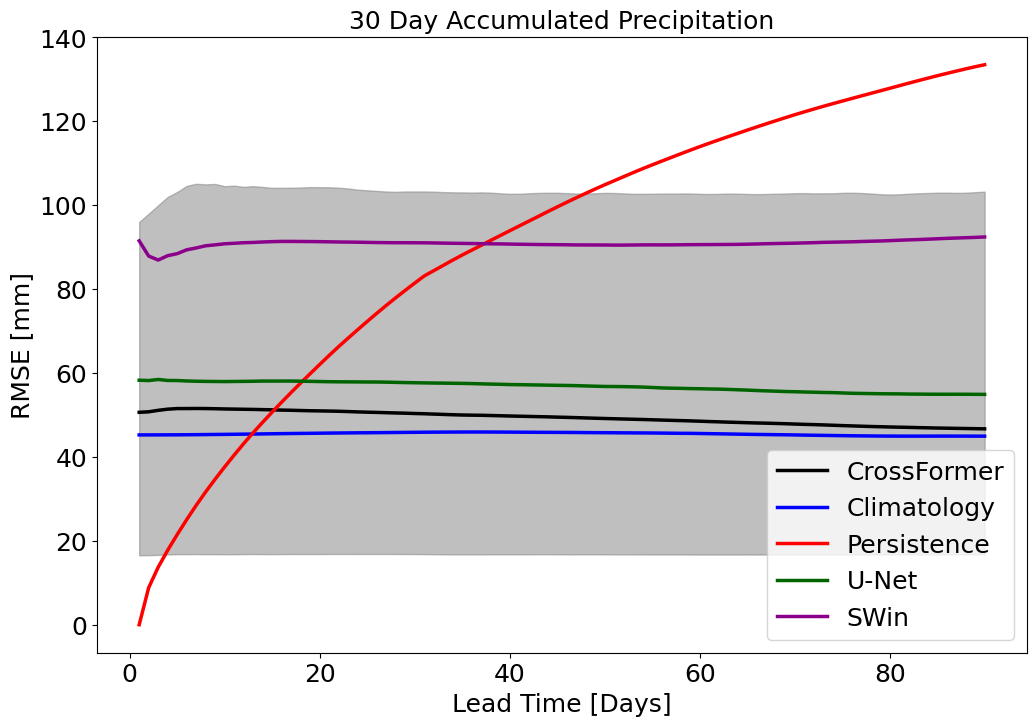 30 Day Accumulated Precipitation
RMSE [mm]
140
120
100
80
60
40
20
0
0 20 40 60 80
Lead Time [Days]
CrossFormer
Climatology
Persistence
U-Net
SWin